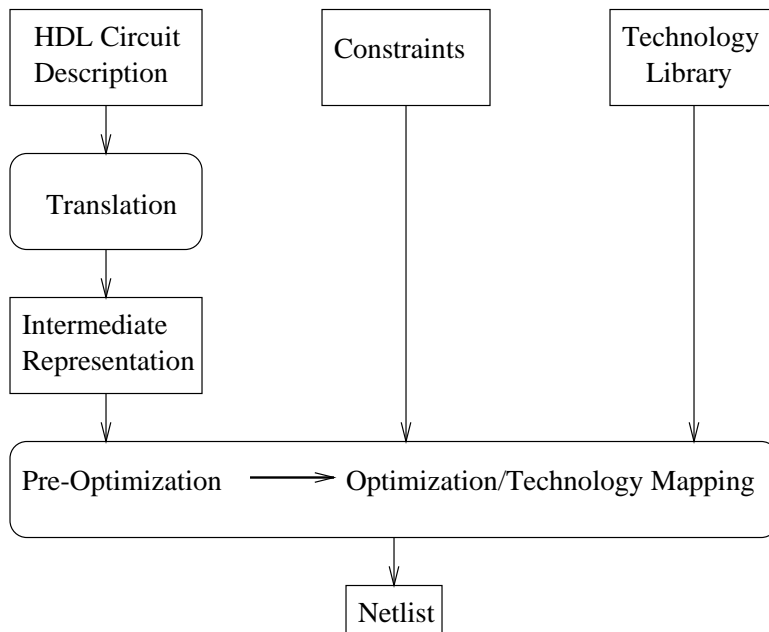 HDL Circuit
Description
Constraints
Technology
Library
Translation
Intermediate
Representation
Pre-Optimization
Optimization/Technology Mapping
Netlist